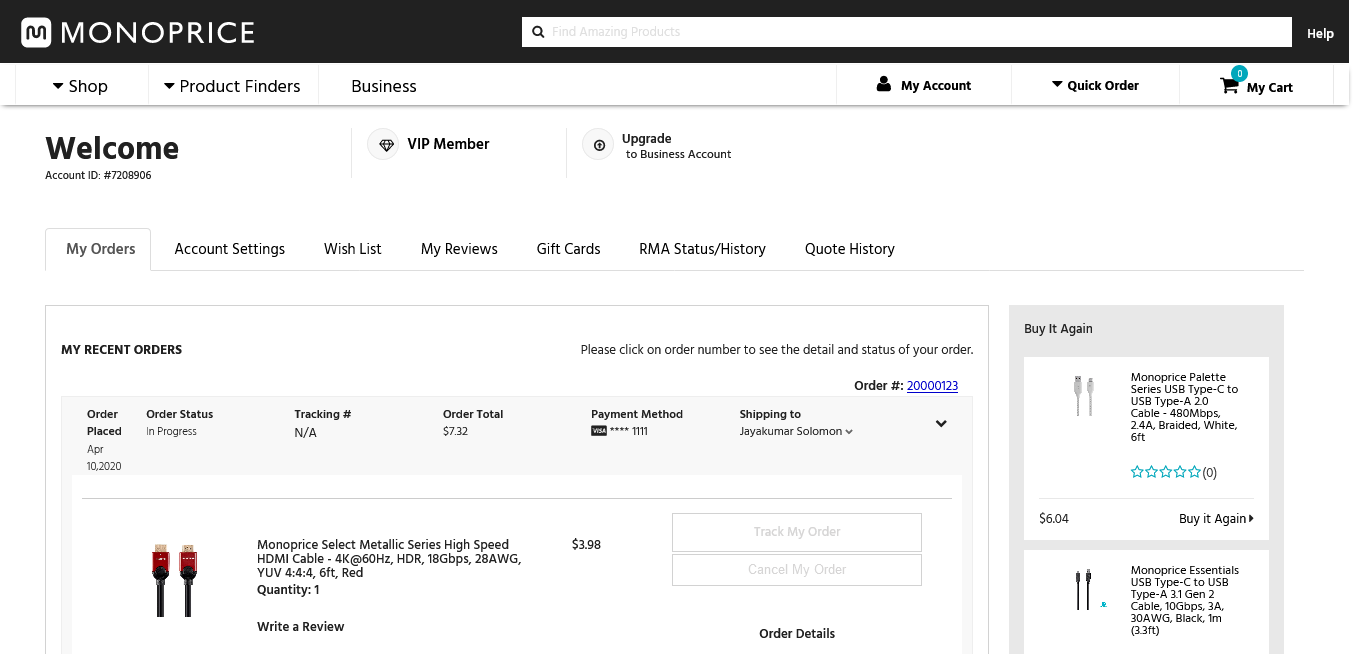 MONOPRICE
Find Amazing Products
Help
Shop
Product Finders
Business
My Account
Quick Order
0
My Cart
Welcome
Account ID: #7208906
VIP Member
Upgrade
to Business Account
My Orders
Account Settings
Wish List
My Reviews
Gift Cards
RMA Status/History
Quote History
MY RECENT ORDERS
Please click on order number to see the detail and status of your order.
Order #: 20000123
Order
Placed
Apr
10,2020
Order Status
In Progress
Tracking #
N/A
Order Total
$7.32
Payment Method
VISA **** 1111
Shipping to
Jayakumar Solomon
Monoprice Select Metallic Series High Speed
HDMI Cable - 4K@60Hz, HDR, 18Gbps, 28AWG,
YUV 4:4:4, 6ft, Red
Quantity: 1
Write a Review
$3.98
Track My Order
Cancel My Order
Order Details
Buy It Again
Monoprice Palette
Series USB Type-C to
USB Type-A 2.0
Cable - 480Mbps,
2.4A, Braided, White,
6ft
(0)
$6.04
Buy it Again
Monoprice Essentials
USB Type-C to USB
Type-A 3.1 Gen 2
Cable, 10Gbps, 3A,
30AWG, Black, 1m
(3.3ft)